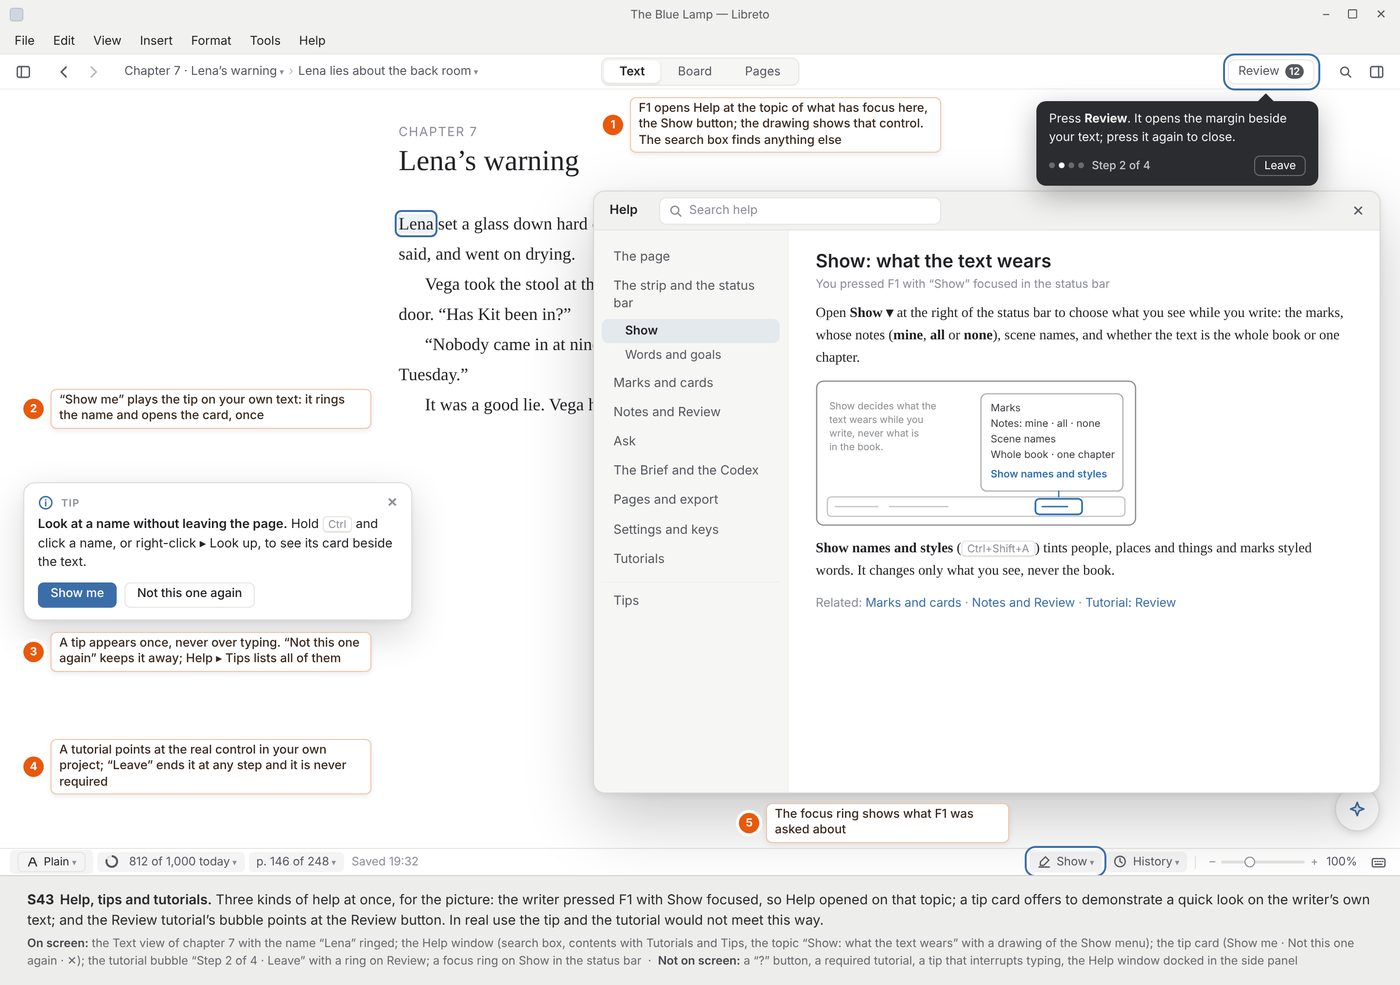 The Blue Lamp — Libreto
File Edit View Insert Format Tools Help
Chapter 7 · Lena’s warning ▾ › Lena lies about the back room ▾
Text Board Pages
Review 12
1
F1 opens Help at the topic of what has focus here,
the Show button; the drawing shows that control.
The search box finds anything else
Press Review. It opens the margin beside
your text; press it again to close.
Step 2 of 4
Leave
CHAPTER 7
Lena’s warning
Lena set a glass down hard
said, and went on drying.
Vega took the stool at th
door. “Has Kit been in?”
“Nobody came in at nin
Tuesday.”
It was a good lie. Vega h
2
“Show me” plays the tip on your own text: it rings
the name and opens the card, once
TIP
Look at a name without leaving the page. Hold Ctrl and
click a name, or right-click ▸ Look up, to see its card beside
the text.
Show me
Not this one again
3
A tip appears once, never over typing. “Not this one
again” keeps it away; Help ▸ Tips lists all of them
4
A tutorial points at the real control in your own
project; “Leave” ends it at any step and it is never
required
Help
Search help
The page
The strip and the status
bar
Show
Words and goals
Marks and cards
Notes and Review
Ask
The Brief and the Codex
Pages and export
Settings and keys
Tutorials
Tips
Show: what the text wears
You pressed F1 with “Show” focused in the status bar
Open Show ▾ at the right of the status bar to choose what you see while you write: the marks,
whose notes (mine, all or none), scene names, and whether the text is the whole book or one
chapter.
Show decides what the
text wears while you
write, never what is
in the book.
Marks
Notes: mine · all · none
Scene names
Whole book · one chapter
Show names and styles
Show names and styles (Ctrl+Shift+A) tints people, places and things and marks styled
words. It changes only what you see, never the book.
Related: Marks and cards · Notes and Review · Tutorial: Review
5
The focus ring shows what F1 was
asked about
A Plain ▾ 812 of 1,000 today ▾ p. 146 of 248 ▾ Saved 19:32
Show ▾ History ▾ − + 100%
S43 Help, tips and tutorials. Three kinds of help at once, for the picture: the writer pressed F1 with Show focused, so Help opened on that topic; a tip card offers to demonstrate a quick look on the writer’s own
text; and the Review tutorial’s bubble points at the Review button. In real use the tip and the tutorial would not meet this way.
On screen: the Text view of chapter 7 with the name “Lena” ringed; the Help window (search box, contents with Tutorials and Tips, the topic “Show: what the text wears” with a drawing of the Show menu); the tip card (Show me · Not this one
again · ✕); the tutorial bubble “Step 2 of 4 · Leave” with a ring on Review; a focus ring on Show in the status bar · Not on screen: a “?” button, a required tutorial, a tip that interrupts typing, the Help window docked in the side panel